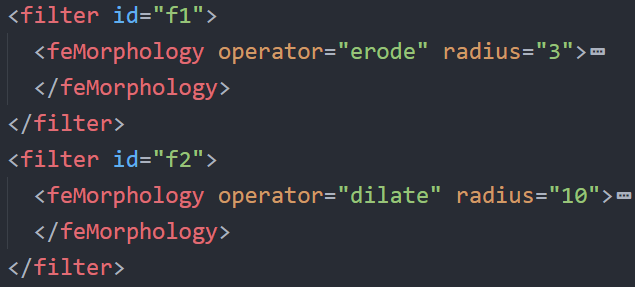 <filter id="f1">
<feMorphology operator="erode" radius="3">…
</feMorphology>
</filter>
<filter id="f2">
<feMorphology operator="dilate" radius="10">…
</feMorphology>
</filter>